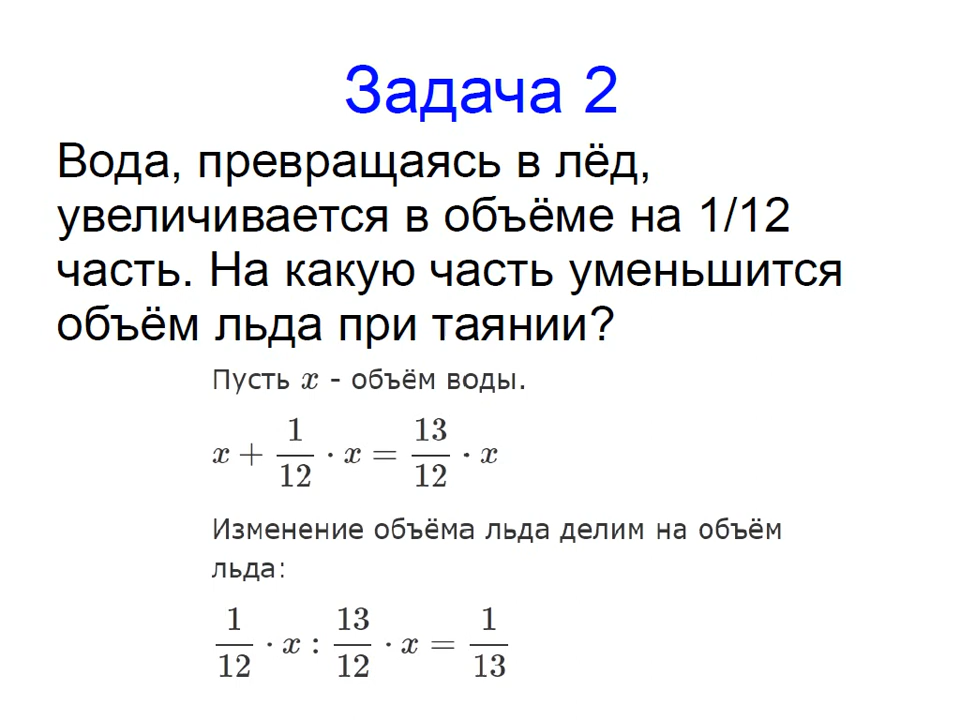 Задача 2
Вода, превращаясь в лёд,
увеличивается в объёме на 1/12
часть. На какую часть уменьшится
объём льда при таянии?
Пусть x - объём воды.
x + 1/12 · x = 13/12 · x
Изменение объёма льда делим на объём
льда:
1/12 · x : 13/12 · x = 1/13